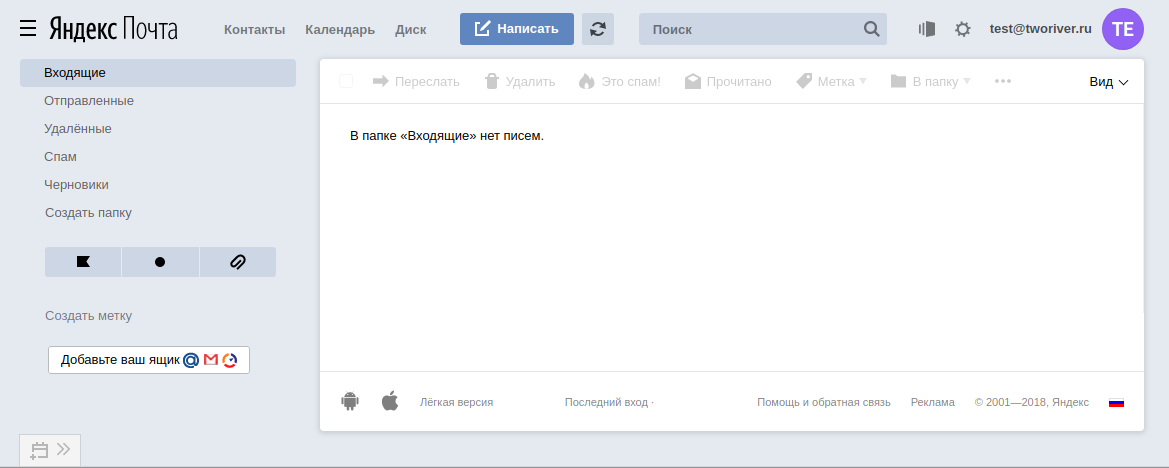 Яндекс Почта
Контакты Календарь Диск
Написать
Поиск
test@tworiver.ru
TE
Входящие
Отправленные
Удалённые
Спам
Черновики
Создать папку
Создать метку
Добавьте ваш ящик
Переслать Удалить Это спам! Прочитано Метка В папку Вид
В папке «Входящие» нет писем.
Лёгкая версия Последний вход · Помощь и обратная связь Реклама © 2001—2018, Яндекс